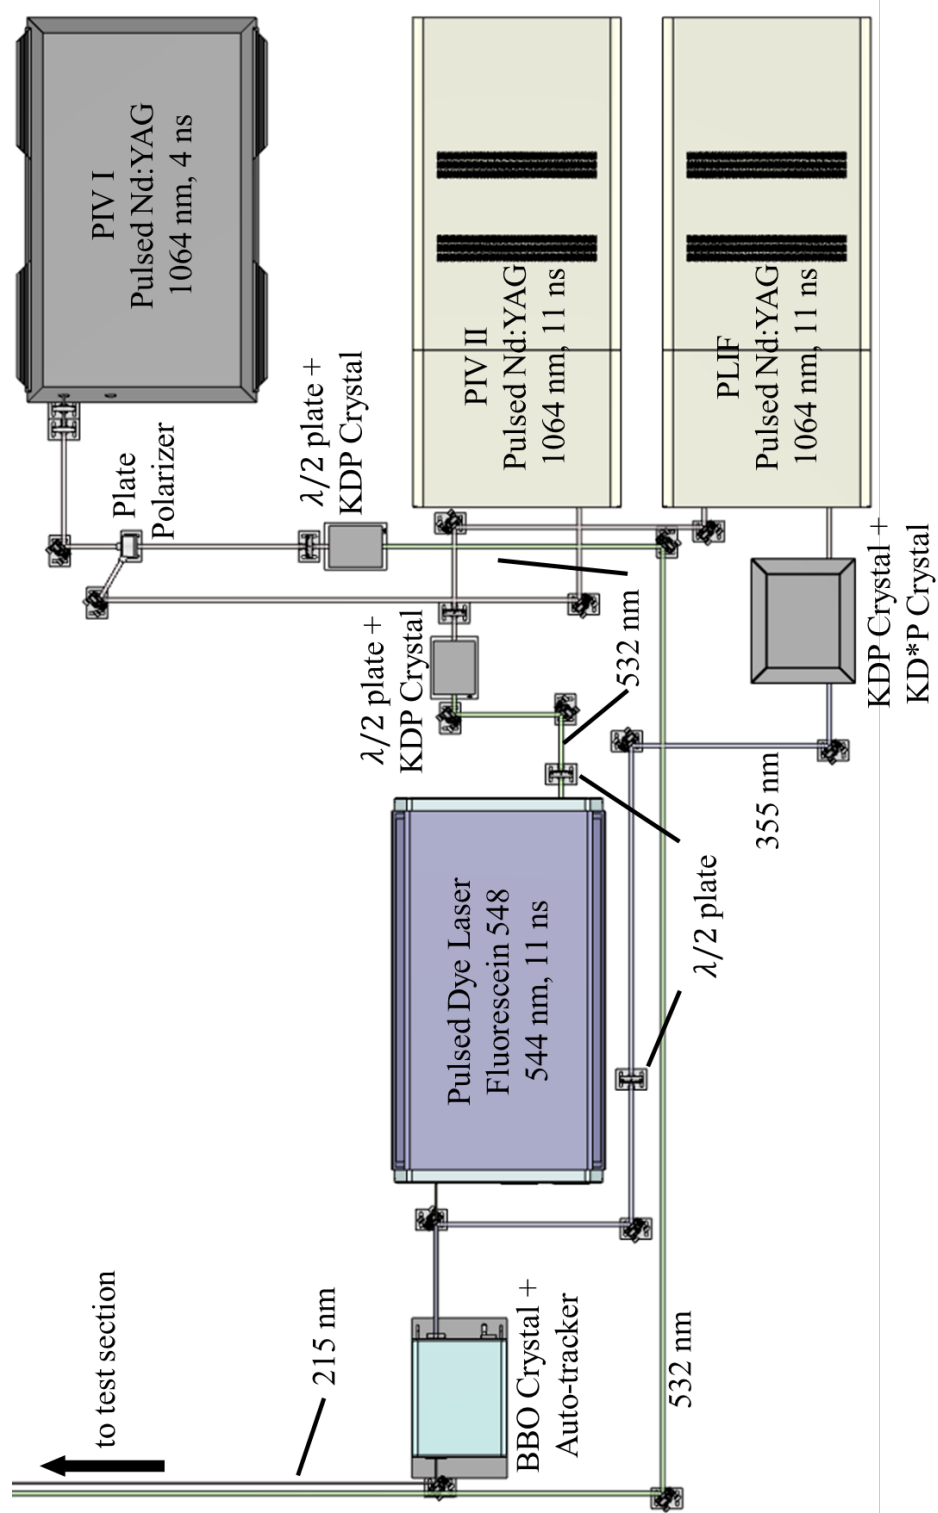 PIV I
Pulsed Nd:YAG
1064 nm, 4 ns
PIV II
Pulsed Nd:YAG
1064 nm, 11 ns
PLIF
Pulsed Nd:YAG
1064 nm, 11 ns
Plate
Polarizer
λ/2 plate +
KDP Crystal
λ/2 plate +
KDP Crystal
532 nm
KDP Crystal +
KD*P Crystal
355 nm
λ/2 plate
Pulsed Dye Laser
Fluorescein 548
544 nm, 11 ns
BBO Crystal +
Auto-tracker
532 nm
215 nm
to test section